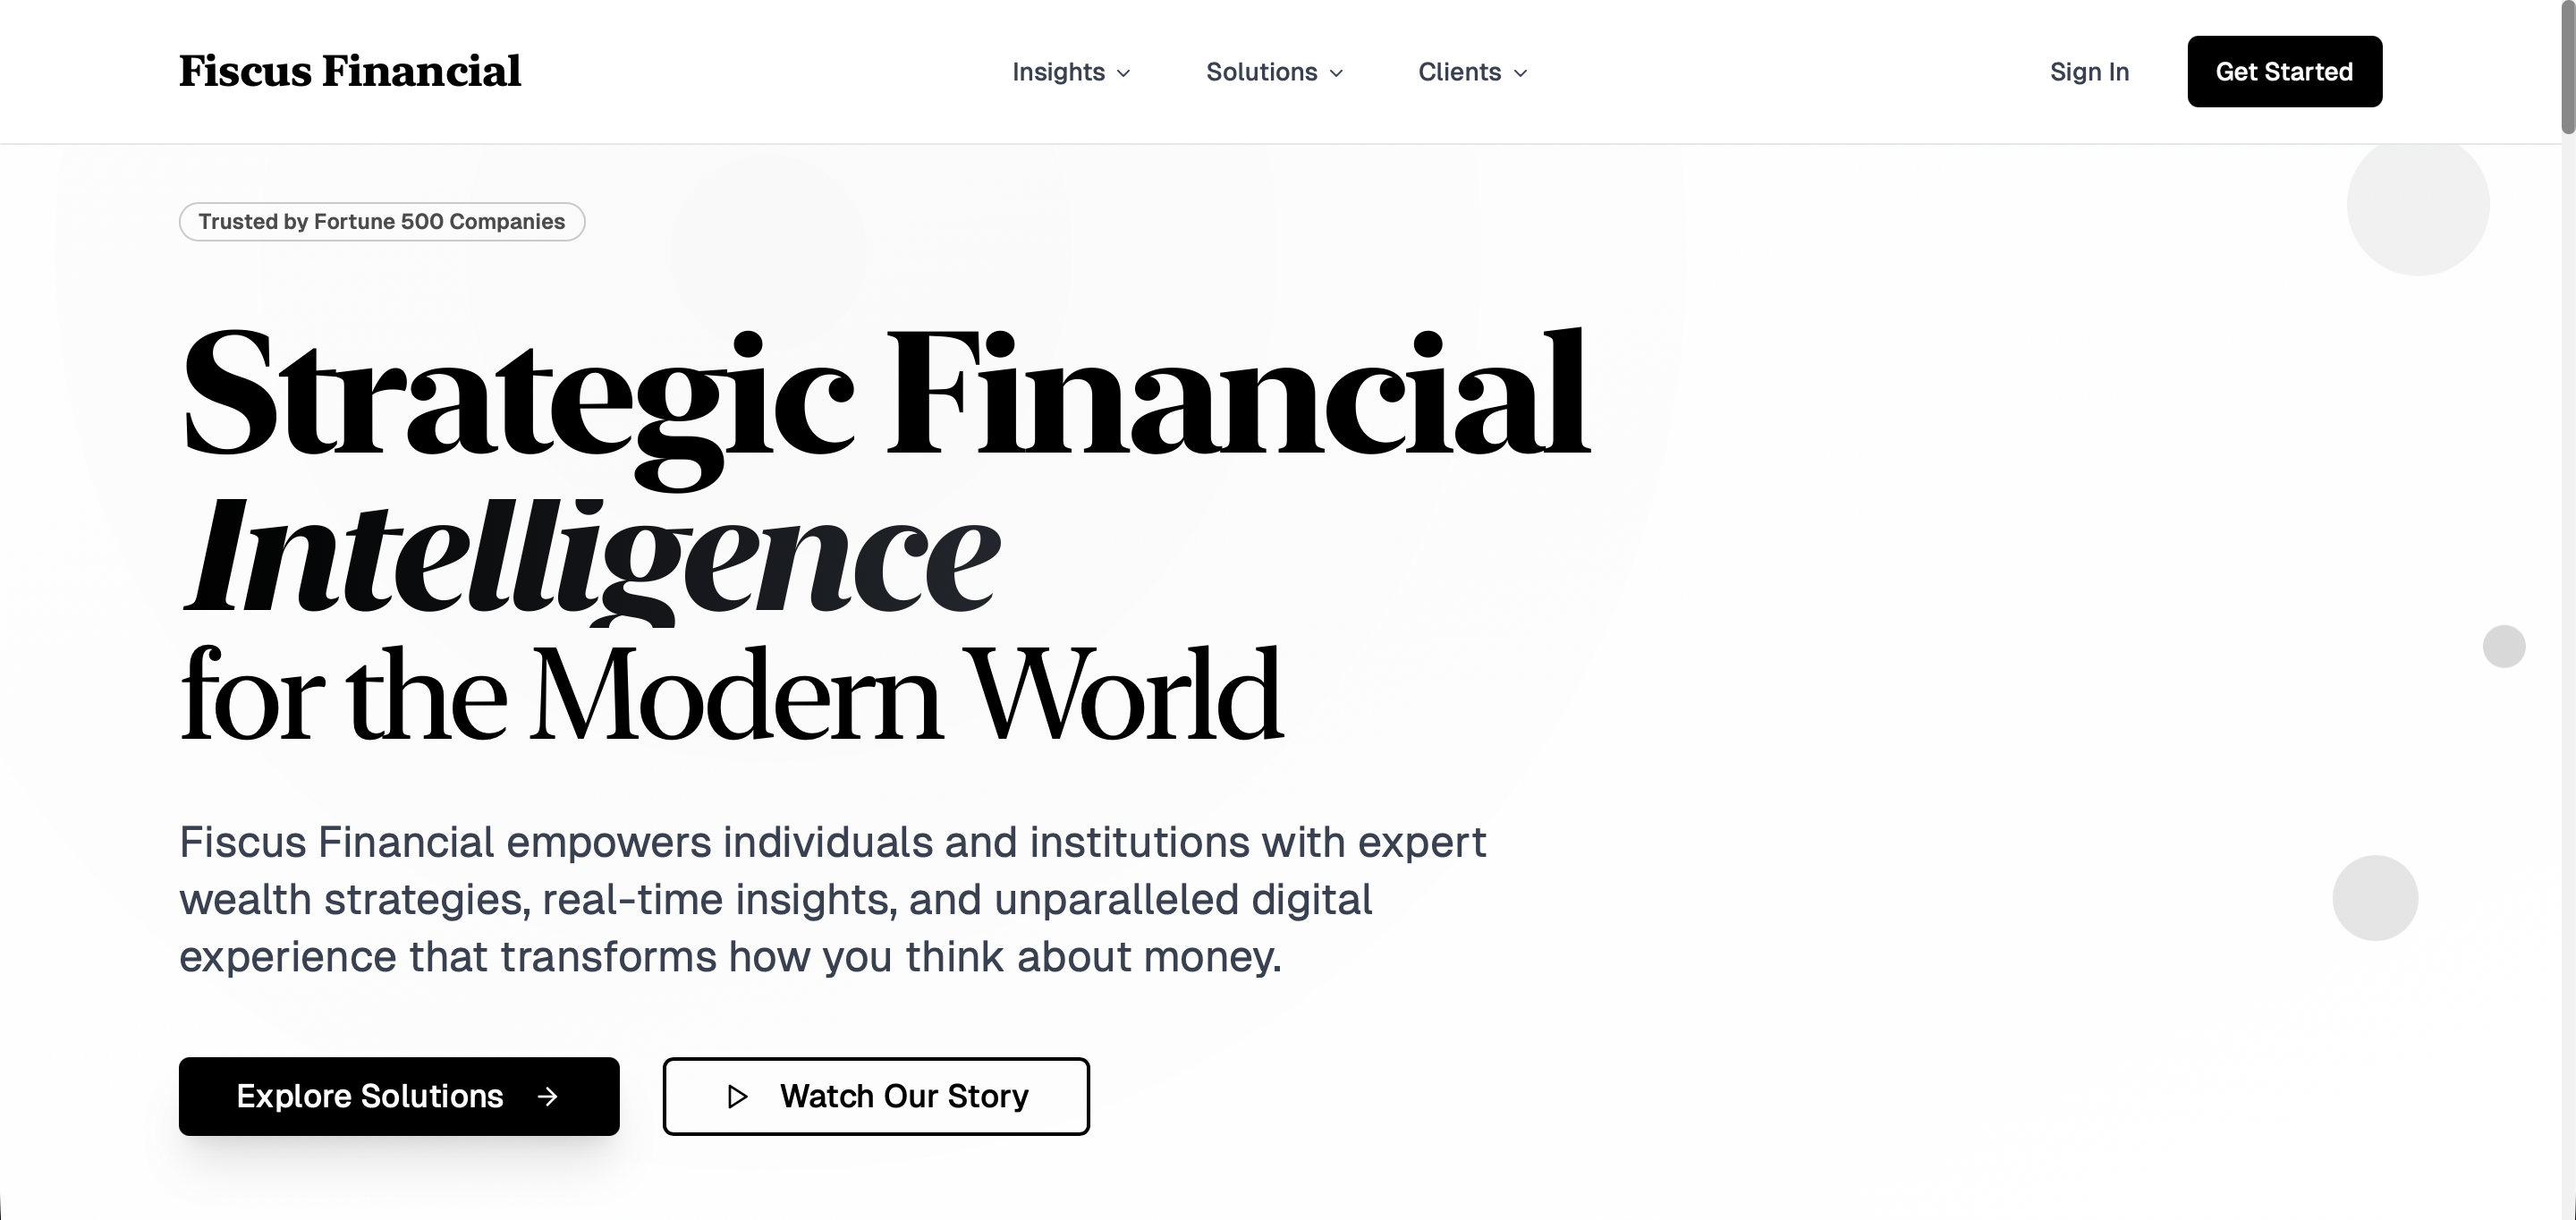 Fiscus Financial
Insights
Solutions
Clients
Sign In
Get Started
Trusted by Fortune 500 Companies
Strategic Financial
Intelligence
for the Modern World
Fiscus Financial empowers individuals and institutions with expert
wealth strategies, real-time insights, and unparalleled digital
experience that transforms how you think about money.
Explore Solutions
Watch Our Story